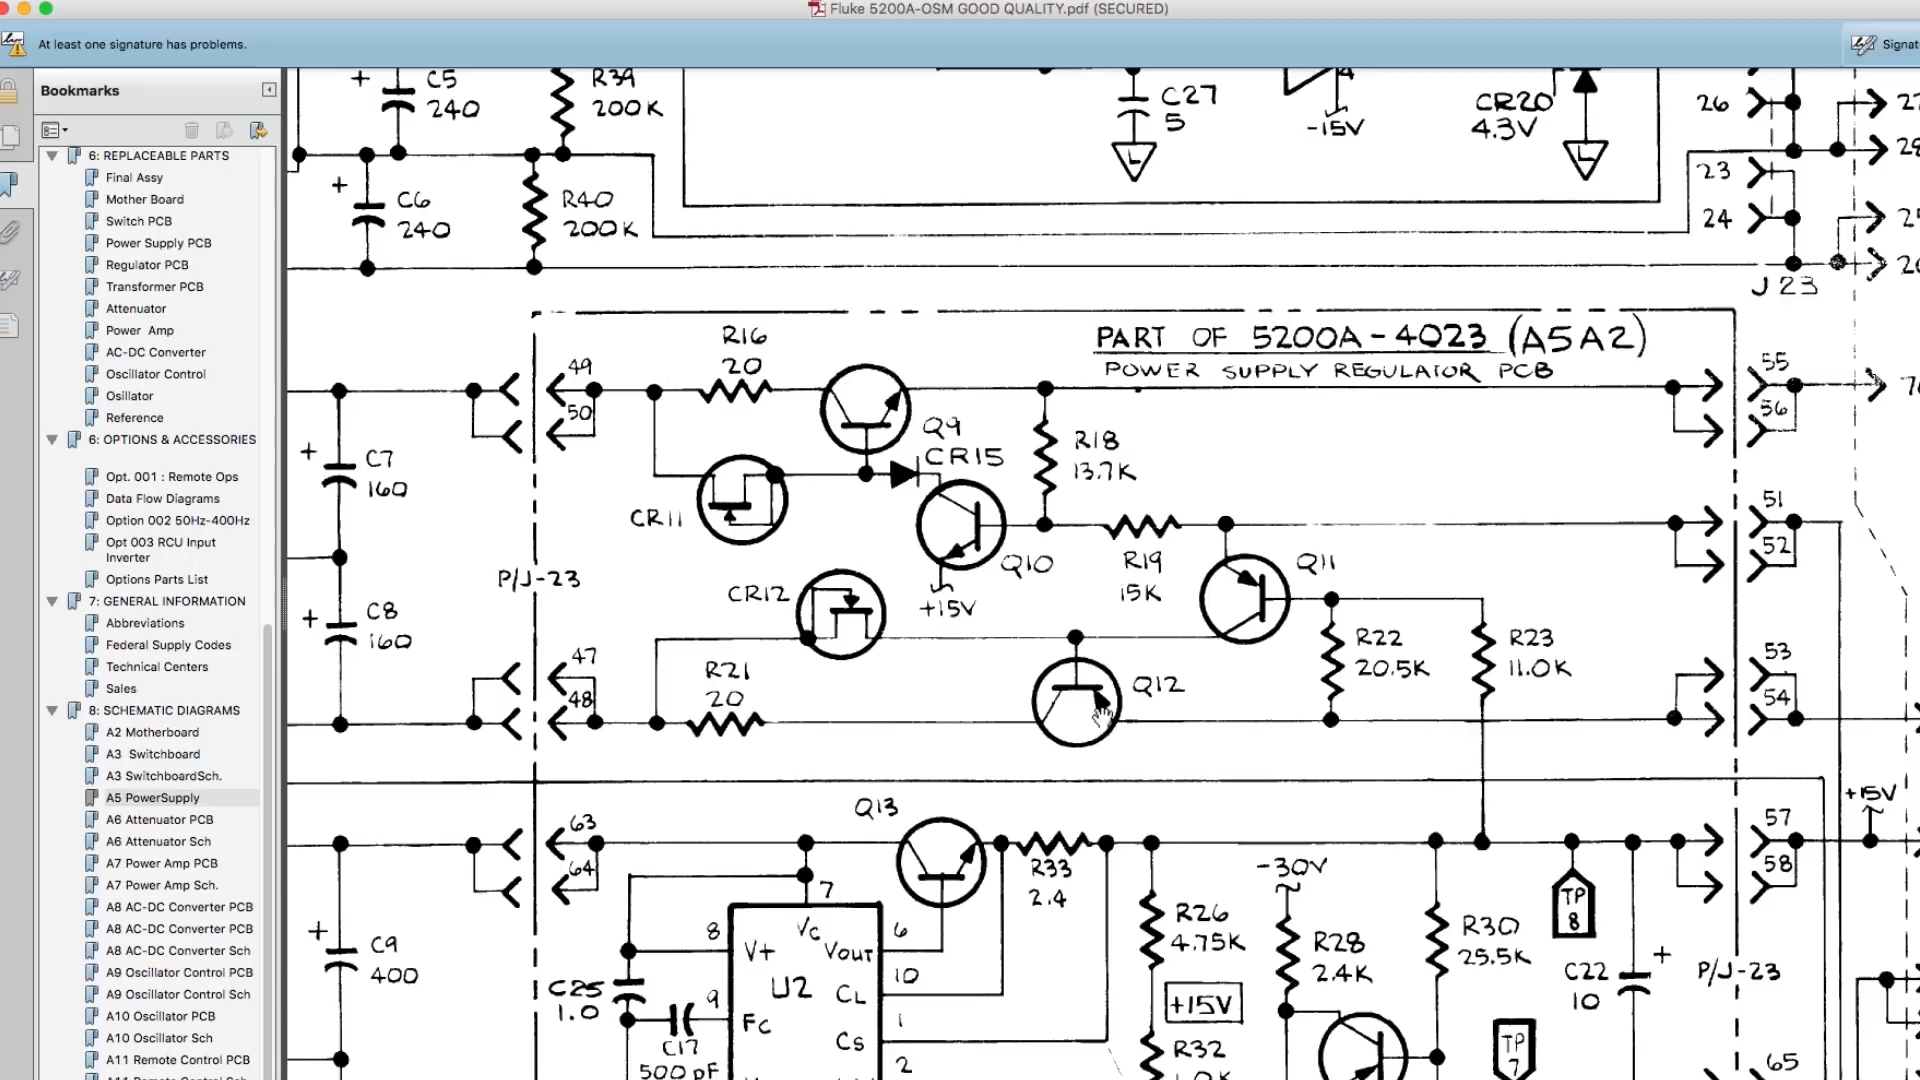 Fluke 5200A-OSM GOOD QUALITY.pdf (SECURED)
At least one signature has problems.
Signat
Bookmarks
6: REPLACEABLE PARTS
Final Assy
Mother Board
Switch PCB
Power Supply PCB
Regulator PCB
Transformer PCB
Attenuator
Power Amp
AC-DC Converter
Oscillator Control
Osillator
Reference
6: OPTIONS & ACCESSORIES
Opt. 001 : Remote Ops
Data Flow Diagrams
Option 002 50Hz-400Hz
Opt 003 RCU Input
Inverter
Options Parts List
7: GENERAL INFORMATION
Abbreviations
Federal Supply Codes
Technical Centers
Sales
8: SCHEMATIC DIAGRAMS
A2 Motherboard
A3 Switchboard
A3 SwitchboardSch.
A5 PowerSupply
A6 Attenuator PCB
A6 Attenuator Sch
A7 Power Amp PCB
A7 Power Amp Sch.
A8 AC-DC Converter PCB
A8 AC-DC Converter PCB
A8 AC-DC Converter Sch
A9 Oscillator Control PCB
A9 Oscillator Control Sch
A10 Oscillator PCB
A10 Oscillator Sch
A11 Remote Control PCB
+ C5
240
R39
200K
C27
5
4
-15V
CR20
4.3V
L
L
26
23
24
J23
+ C6
240
R40
200K
PART OF 5200A-4023 (A5A2)
POWER SUPPLY REGULATOR PCB
R16
20
49
50
Q9
CR15
R18
13.7K
55
56
+ C7
160
CR11
Q10
R19
15K
Q11
51
52
P/J-23
CR12
+15V
+ C8
160
47
48
R21
20
Q12
R22
20.5K
R23
11.0K
53
54
Q13
63
64
R33
2.4
-30V
+15V
57
58
TP
8
7
8
V+
Vc
VOUT
6
10
CL
U2
9
FC
1
CS
2
C25
1.0
C17
500 pF
+ C9
400
R26
4.75K
+15V
R32
R28
2.4K
R30
25.5K
C22
10
+
P/J-23
TP
7
65